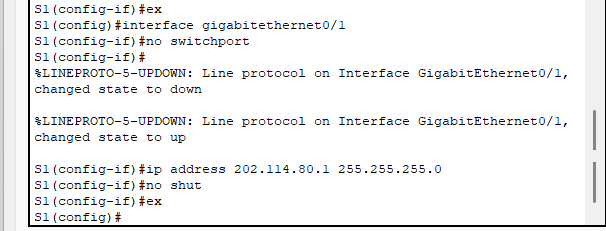 S1(config-if)#ex
S1(config)#interface gigabitethernet0/1
S1(config-if)#no switchport
S1(config-if)#
%LINEPROTO-5-UPDOWN: Line protocol on Interface GigabitEthernet0/1,
changed state to down
%LINEPROTO-5-UPDOWN: Line protocol on Interface GigabitEthernet0/1,
changed state to up
S1(config-if)#ip address 202.114.80.1 255.255.255.0
S1(config-if)#no shut
S1(config-if)#ex
S1(config)#